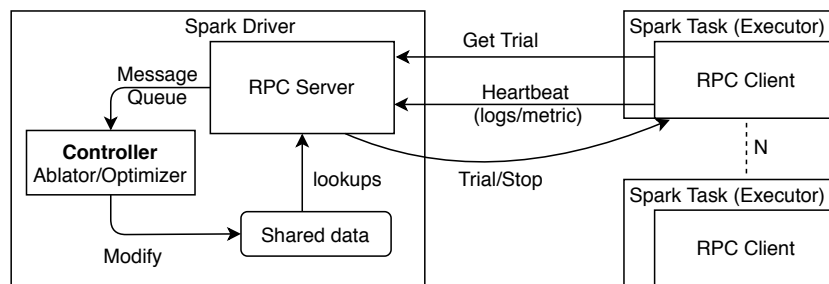 Spark Driver
Spark Task (Executor)
Get Trial
Message
Queue
RPC Server
RPC Client
Heartbeat
(logs/metric)
Controller
Ablator/Optimizer
N
lookups
Trial/Stop
Spark Task (Executor)
Shared data
Modify
RPC Client